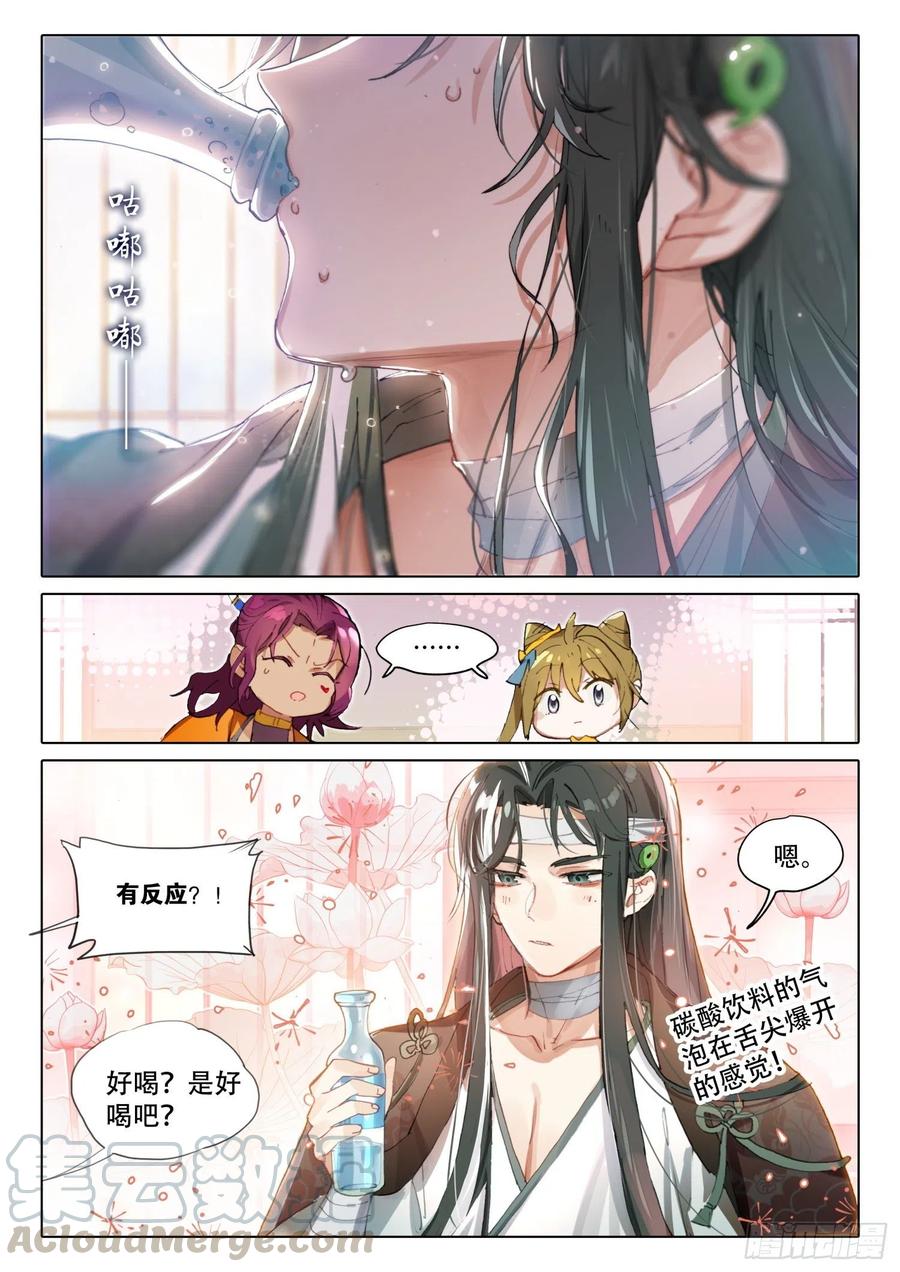 咕嘟咕嘟——
……
有反应？！
嗯。
碳酸饮料的气
泡在舌尖爆开
的感觉！
好喝？是好
喝吧？
集云数据
AcloudMerge.com
腾讯动漫